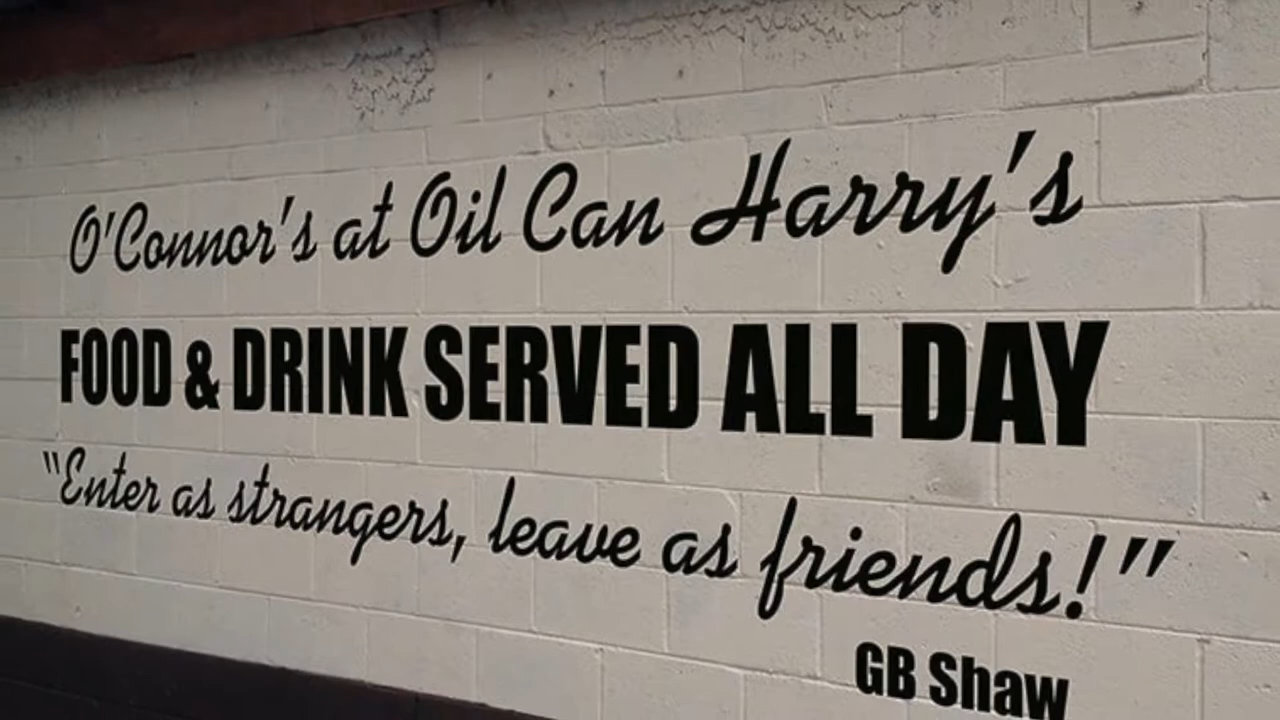 O'Connor's at Oil Can Harry's
FOOD & DRINK SERVED ALL DAY
"Enter as strangers, leave as friends!"
GB Shaw